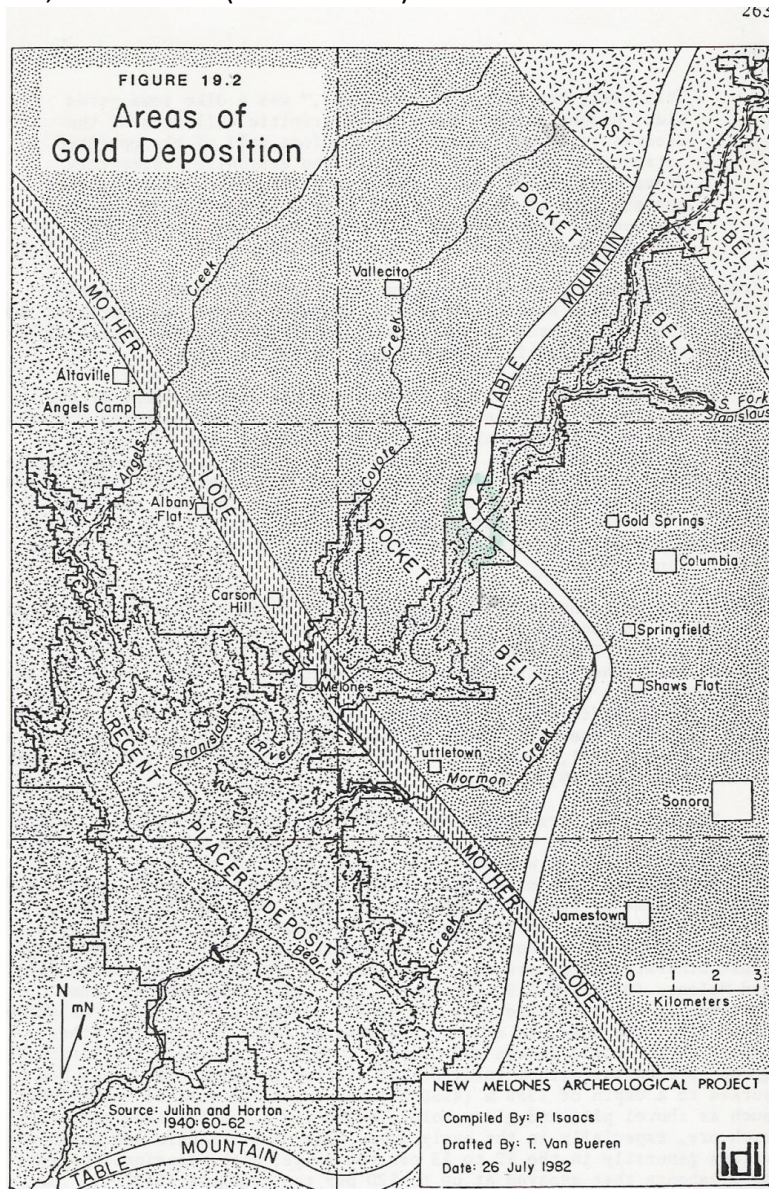 263
FIGURE 19.2
Areas of
Gold Deposition
EAST
BELT
POCKET
BELT
TABLE MOUNTAIN
MOTHER
LODE
Creek
Vallecito
Creek
Altaville
Angels Camp
Angels
Coyote
S. Fork
Stanislaus
Albany
Flat
Gold Springs
Columbia
POCKET
BELT
Carson
Hill
Springfield
Melones
Shaws Flat
RECENT
PLACER
DEPOSITS
Stanislaus
River
Tuttletown
Mormon
Creek
Sonora
MOTHER
LODE
Bear
Creek
Jamestown
N
mN
0 1 2 3
Kilometers
Source: Julihn and Horton
1940:60-62
TABLE MOUNTAIN
NEW MELONES ARCHEOLOGICAL PROJECT
Compiled By: P. Isaacs
Drafted By: T. Van Bueren
Date: 26 July 1982
idi